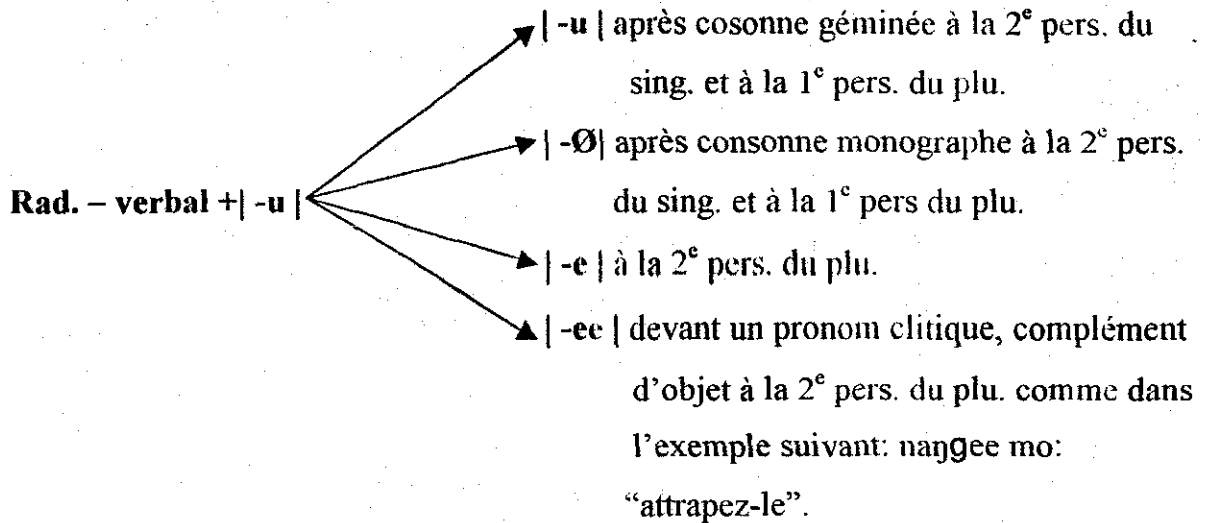 | -u | après cosonne géminée à la 2e pers. du
sing. et à la 1e pers. du plu.
| -Ø| après consonne monographe à la 2e pers.
Rad. – verbal +| -u | du sing. et à la 1e pers du plu.
| -e | à la 2e pers. du plu.
| -ee | devant un pronom clitique, complément
d’objet à la 2e pers. du plu. comme dans
l’exemple suivant: naŋgee mo:
“attrapez-le”.